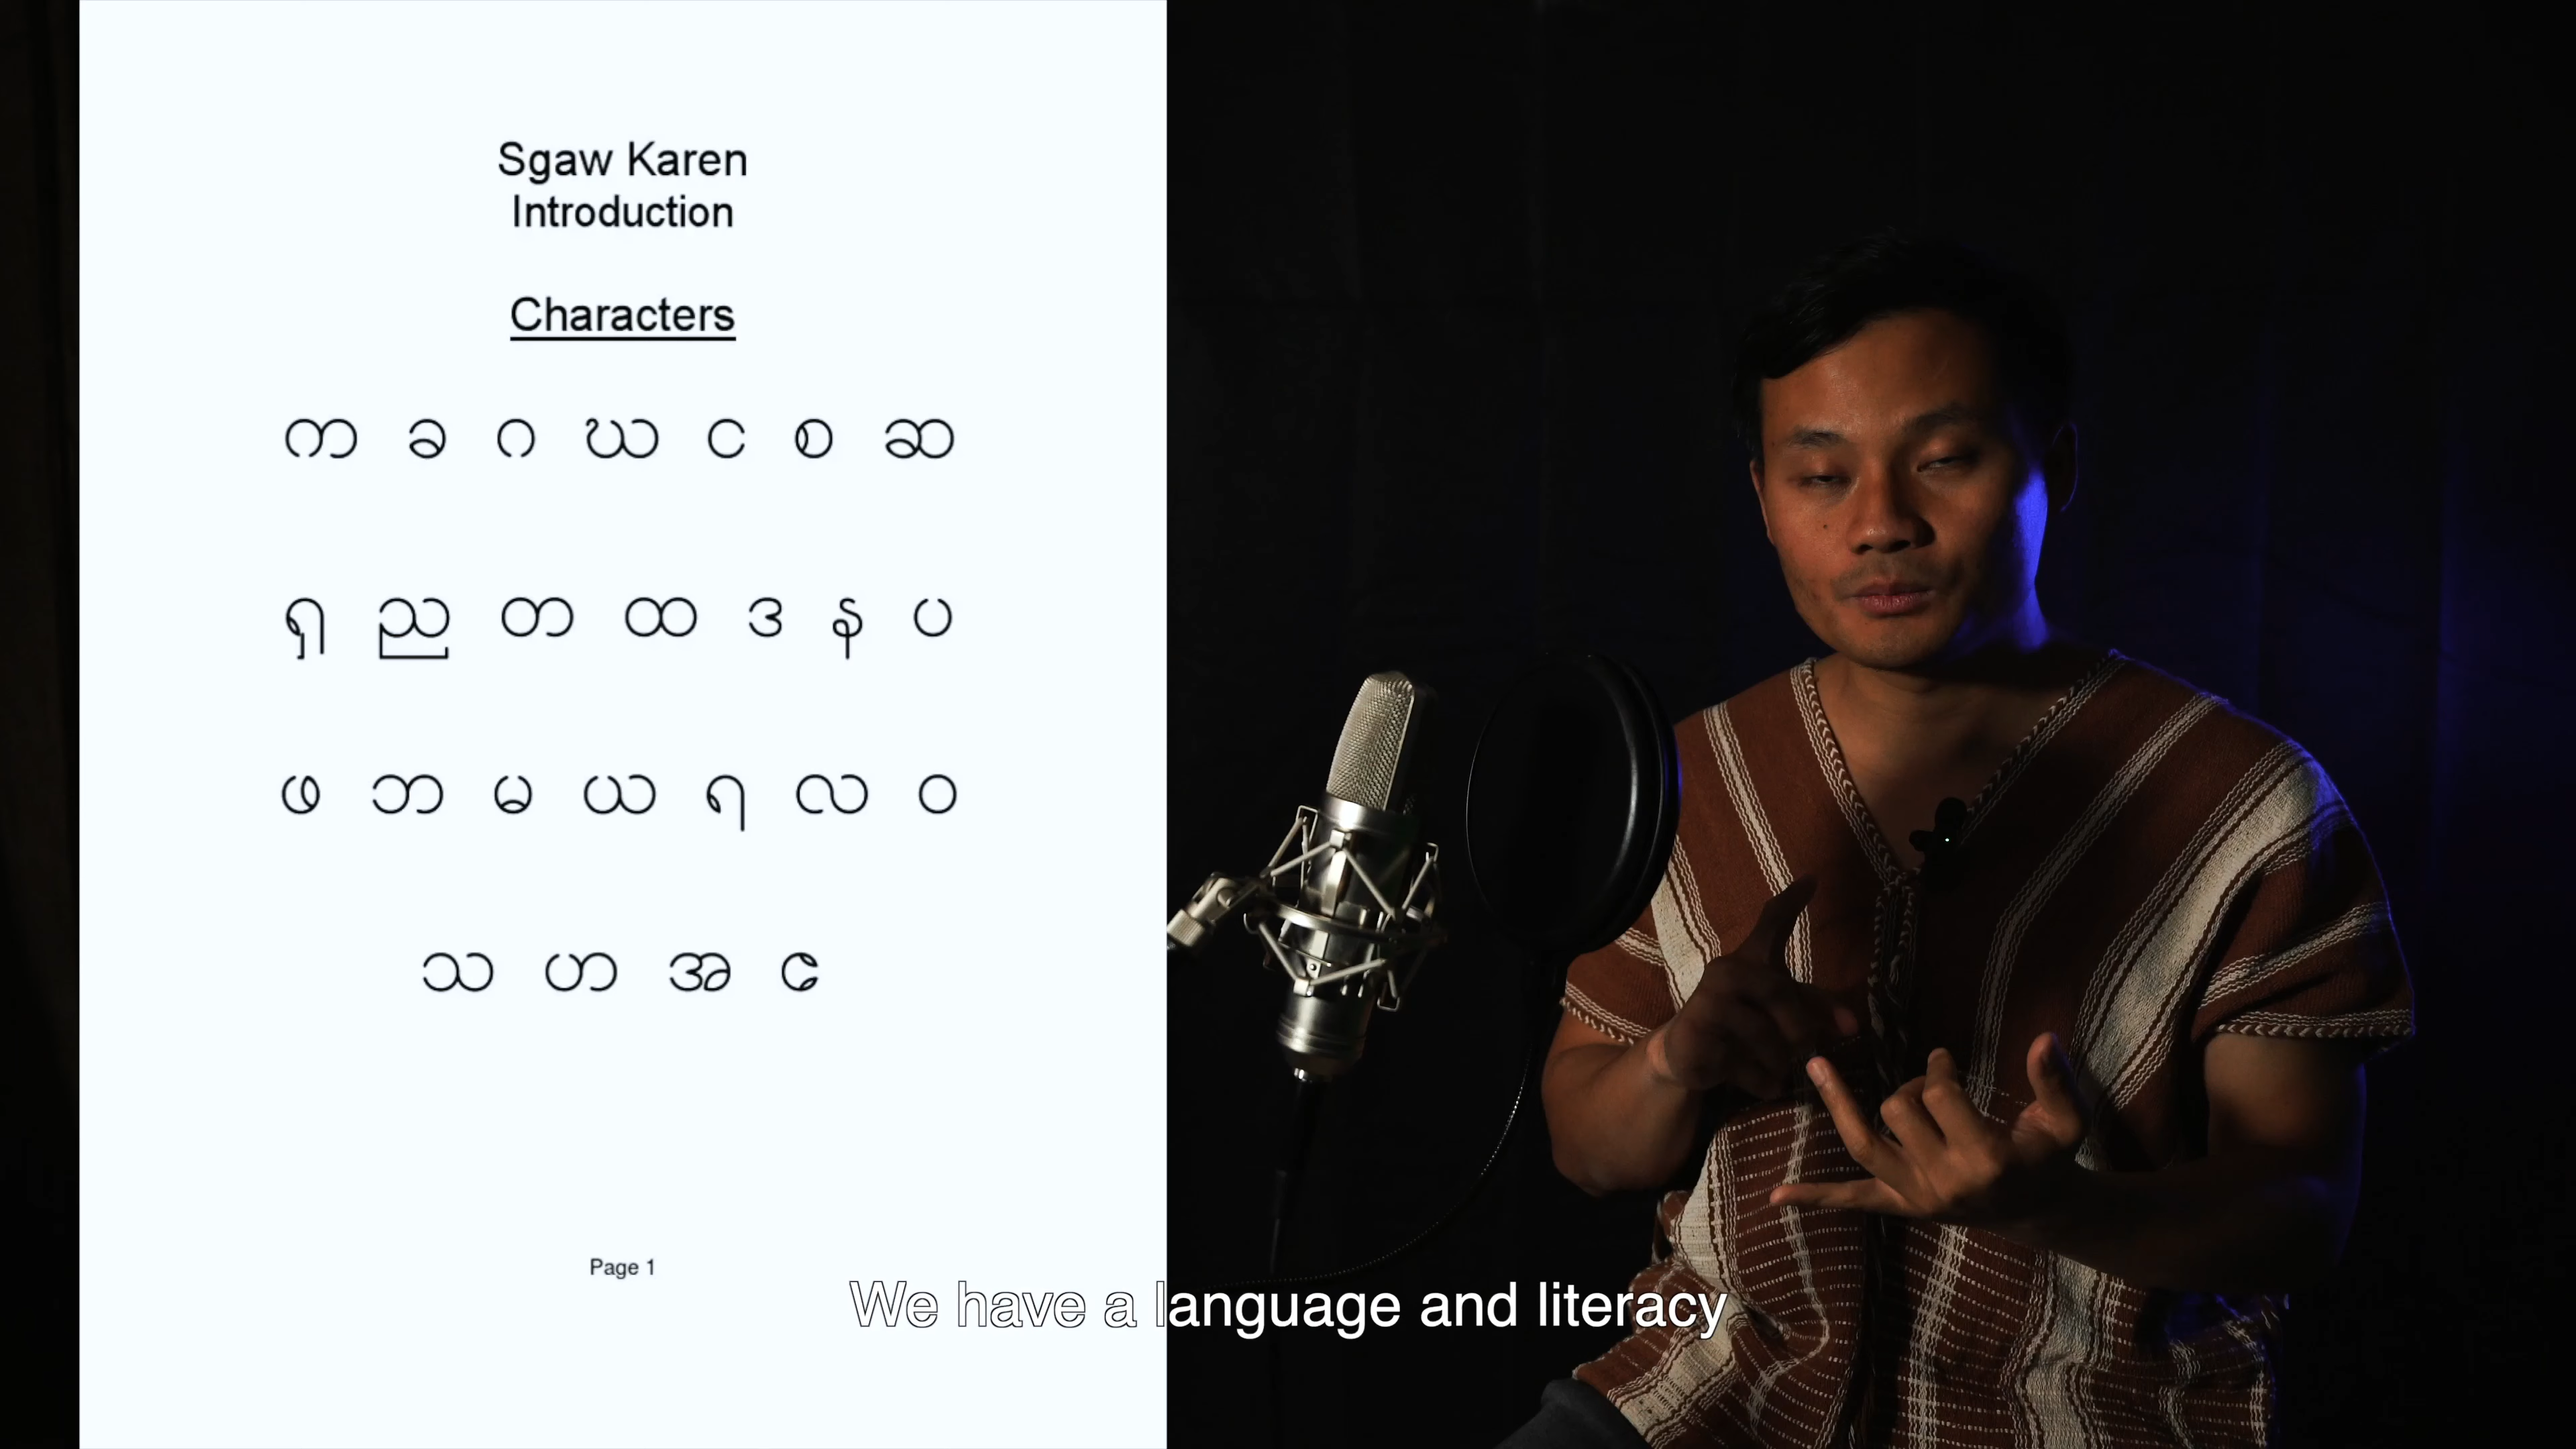 Sgaw Karen
Introduction
Characters
က ခ ဂ ဃ င စ ဆ
ၡ ည တ ထ ဒ န ပ
ဖ ဘ မ ယ ရ လ ဝ
သ ဟ အ ဧ
Page 1
We have a language and literacy